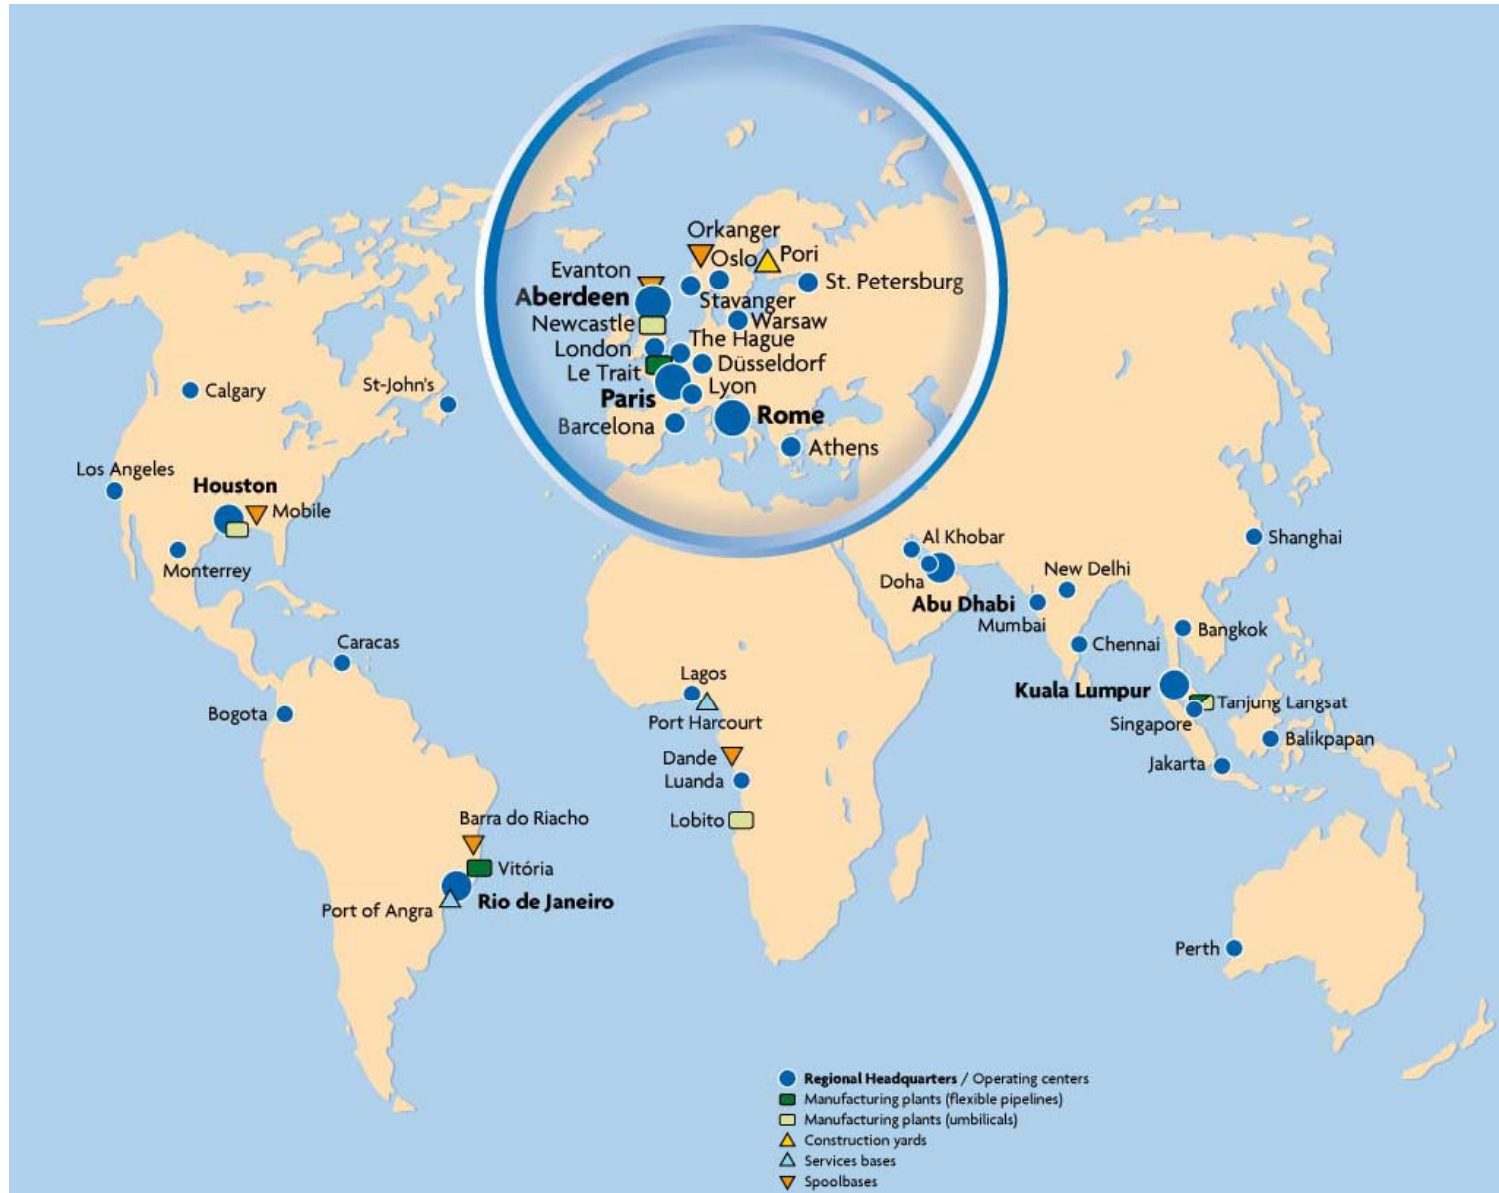 Orkanger
Oslo
Pori
Evanton
St. Petersburg
Aberdeen
Stavanger
Newcastle
Warsaw
The Hague
London
Düsseldorf
Le Trait
Lyon
Paris
Rome
Barcelona
Athens
Calgary
St-John's
Los Angeles
Houston
Mobile
Monterrey
Caracas
Bogota
Barra do Riacho
Vitória
Rio de Janeiro
Port of Angra
Lagos
Port Harcourt
Dande
Luanda
Lobito
Al Khobar
Doha
Abu Dhabi
New Delhi
Mumbai
Chennai
Shanghai
Bangkok
Kuala Lumpur
Tanjung Langsat
Singapore
Balikpapan
Jakarta
Perth
Regional Headquarters / Operating centers
Manufacturing plants (flexible pipelines)
Manufacturing plants (umbilicals)
Construction yards
Services bases
Spoolbases